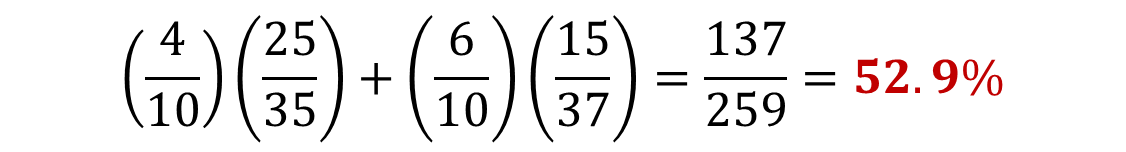 (4/10)(25/35) + (6/10)(15/37) = 137/259 = 52.9%